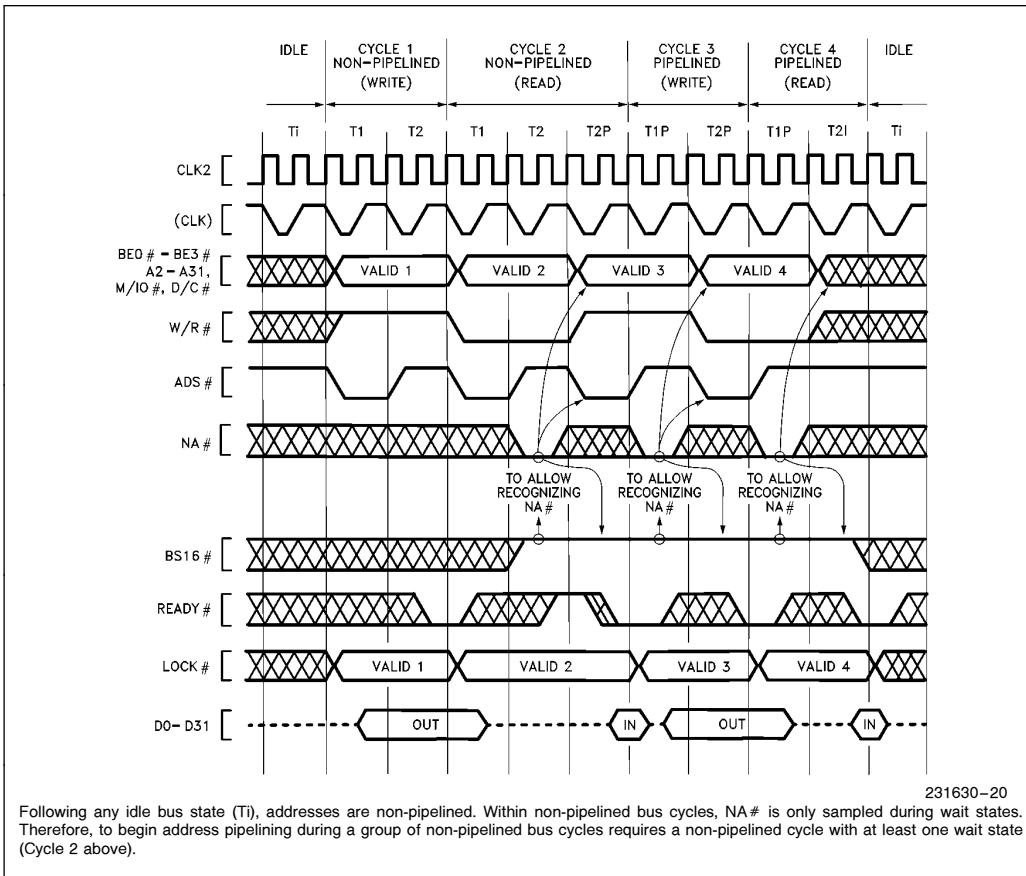 IDLE CYCLE 1 CYCLE 2 CYCLE 3 CYCLE 4 IDLE
NON-PIPELINED NON-PIPELINED PIPELINED PIPELINED
(WRITE) (READ) (WRITE) (READ)
Ti T1 T2 T1 T2 T2P T1P T2P T1P T2I Ti
CLK2
(CLK)
BE0 # - BE3 #
A2 - A31,
M/IO #, D/C #
VALID 1 VALID 2 VALID 3 VALID 4
W/R #
ADS #
NA #
TO ALLOW TO ALLOW TO ALLOW
RECOGNIZING RECOGNIZING RECOGNIZING
NA # NA # NA #
BS16 #
READY #
LOCK # VALID 1 VALID 2 VALID 3 VALID 4
D0 - D31 OUT IN OUT IN
231630-20
Following any idle bus state (Ti), addresses are non-pipelined. Within non-pipelined bus cycles, NA# is only sampled during wait states.
Therefore, to begin address pipelining during a group of non-pipelined bus cycles requires a non-pipelined cycle with at least one wait state
(Cycle 2 above).